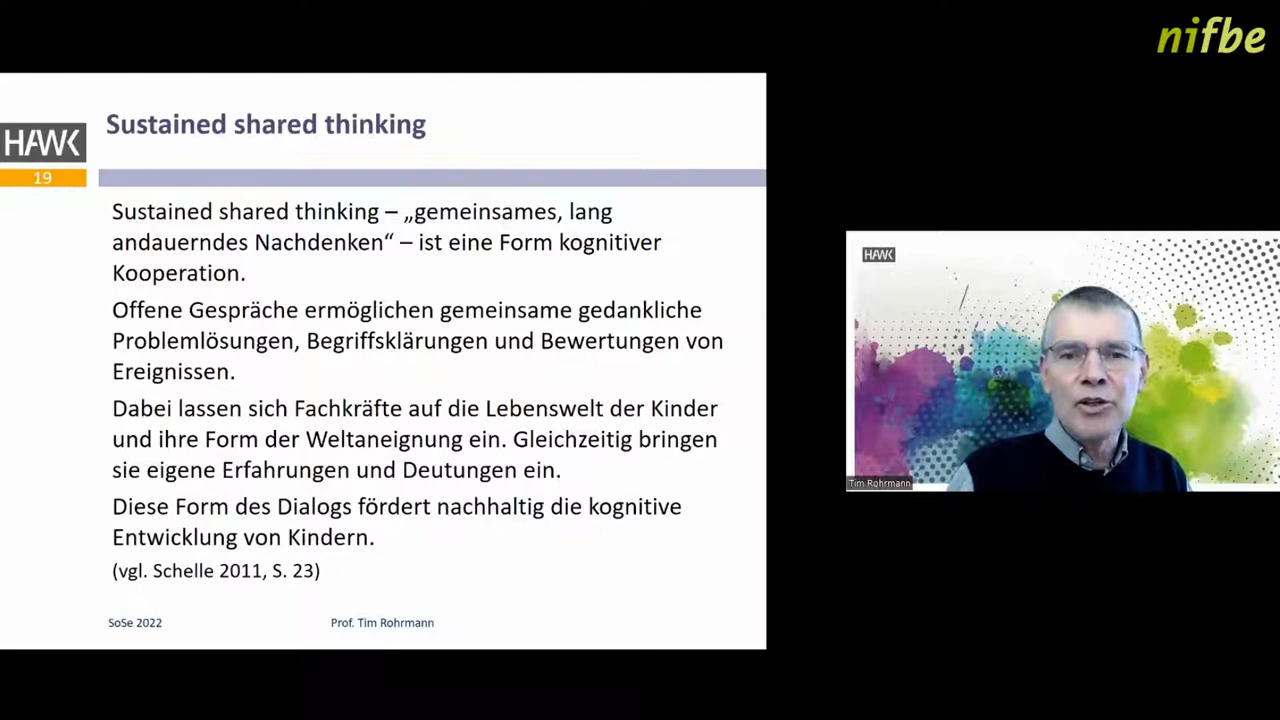 nifbe
HAWK
19
Sustained shared thinking
Sustained shared thinking – „gemeinsames, lang
andauerndes Nachdenken“ – ist eine Form kognitiver
Kooperation.
Offene Gespräche ermöglichen gemeinsame gedankliche
Problemlösungen, Begriffsklärungen und Bewertungen von
Ereignissen.
Dabei lassen sich Fachkräfte auf die Lebenswelt der Kinder
und ihre Form der Weltaneignung ein. Gleichzeitig bringen
sie eigene Erfahrungen und Deutungen ein.
Diese Form des Dialogs fördert nachhaltig die kognitive
Entwicklung von Kindern.
(vgl. Schelle 2011, S. 23)
SoSe 2022
Prof. Tim Rohrmann
HAWK
Tim Rohrmann